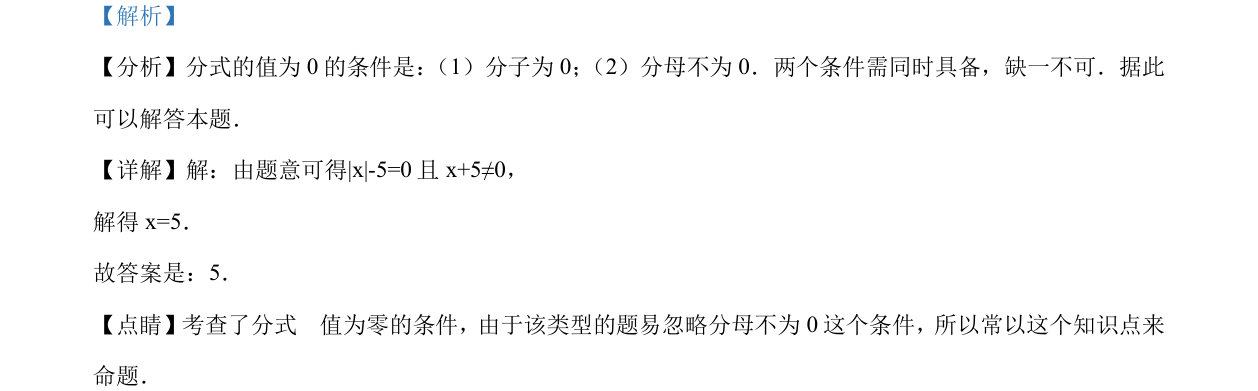 【解析】
【分析】分式的值为 0 的条件是：（1）分子为 0；（2）分母不为 0．两个条件需同时具备，缺一不可．据此
可以解答本题．
【详解】解：由题意可得|x|-5=0 且 x+5≠0，
解得 x=5．
故答案是：5．
【点睛】考查了分式　值为零的条件，由于该类型的题易忽略分母不为 0 这个条件，所以常以这个知识点来
命题．